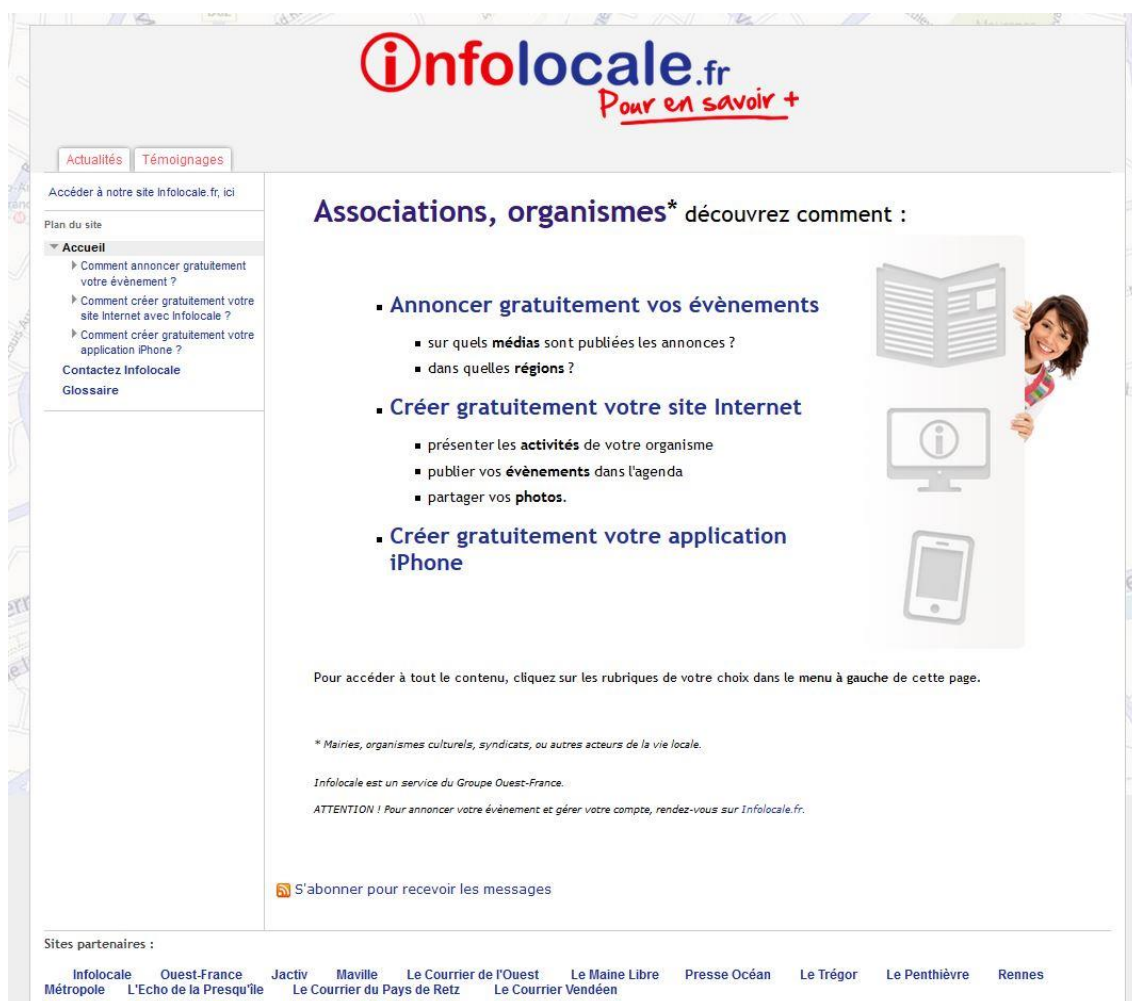 infolocale.fr
Pour en savoir +
Actualités Témoignages
Accéder à notre site Infolocale.fr, ici
Plan du site
Accueil
Comment annoncer gratuitement
votre évènement ?
Comment créer gratuitement votre
site Internet avec Infolocale ?
Comment créer gratuitement votre
application iPhone ?
Contactez Infolocale
Glossaire
Associations, organismes* découvrez comment :
Annoncer gratuitement vos évènements
sur quels médias sont publiées les annonces ?
dans quelles régions ?
Créer gratuitement votre site Internet
présenter les activités de votre organisme
publier vos évènements dans l'agenda
partager vos photos.
Créer gratuitement votre application
iPhone
Pour accéder à tout le contenu, cliquez sur les rubriques de votre choix dans le menu à gauche de cette page.
* Mairies, organismes culturels, syndicats, ou autres acteurs de la vie locale.
Infolocale est un service du Groupe Ouest-France.
ATTENTION ! Pour annoncer votre évènement et gérer votre compte, rendez-vous sur Infolocale.fr.
S'abonner pour recevoir les messages
Sites partenaires :
Infolocale Ouest-France Jactiv Maville Le Courrier de l'Ouest Le Maine Libre Presse Océan Le Trégor Le Penthièvre Rennes
Métropole L'Echo de la Presqu'île Le Courrier du Pays de Retz Le Courrier Vendéen